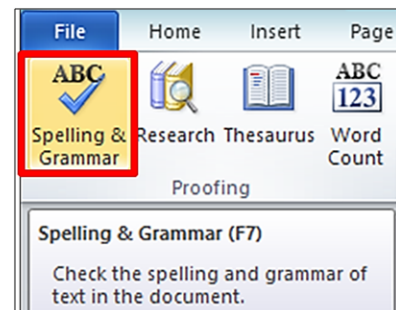 File Home Insert Page
ABC ABC
123
Spelling & Research Thesaurus Word
Grammar Count
Proofing
Spelling & Grammar (F7)
Check the spelling and grammar of
text in the document.